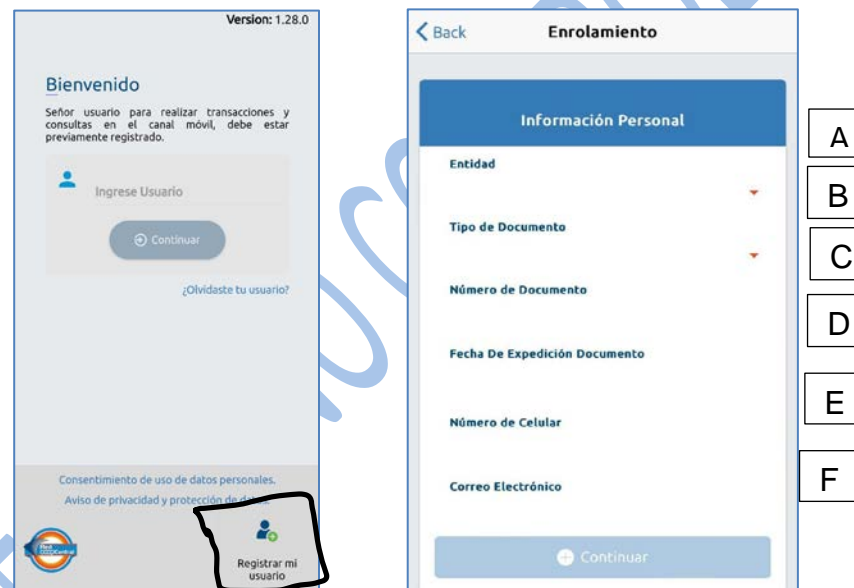 Version: 1.28.0
Bienvenido
Señor usuario para realizar transacciones y
consultas en el canal móvil, debe estar
previamente registrado.
Ingrese Usuario
Continuar
¿Olvidaste tu usuario?
Consentimiento de uso de datos personales.
Aviso de privacidad y protección de
Registrar mi
usuario
Back
Enrolamiento
Información Personal
Entidad
Tipo de Documento
Número de Documento
Fecha De Expedición Documento
Número de Celular
Correo Electrónico
Continuar
A
B
C
D
E
F